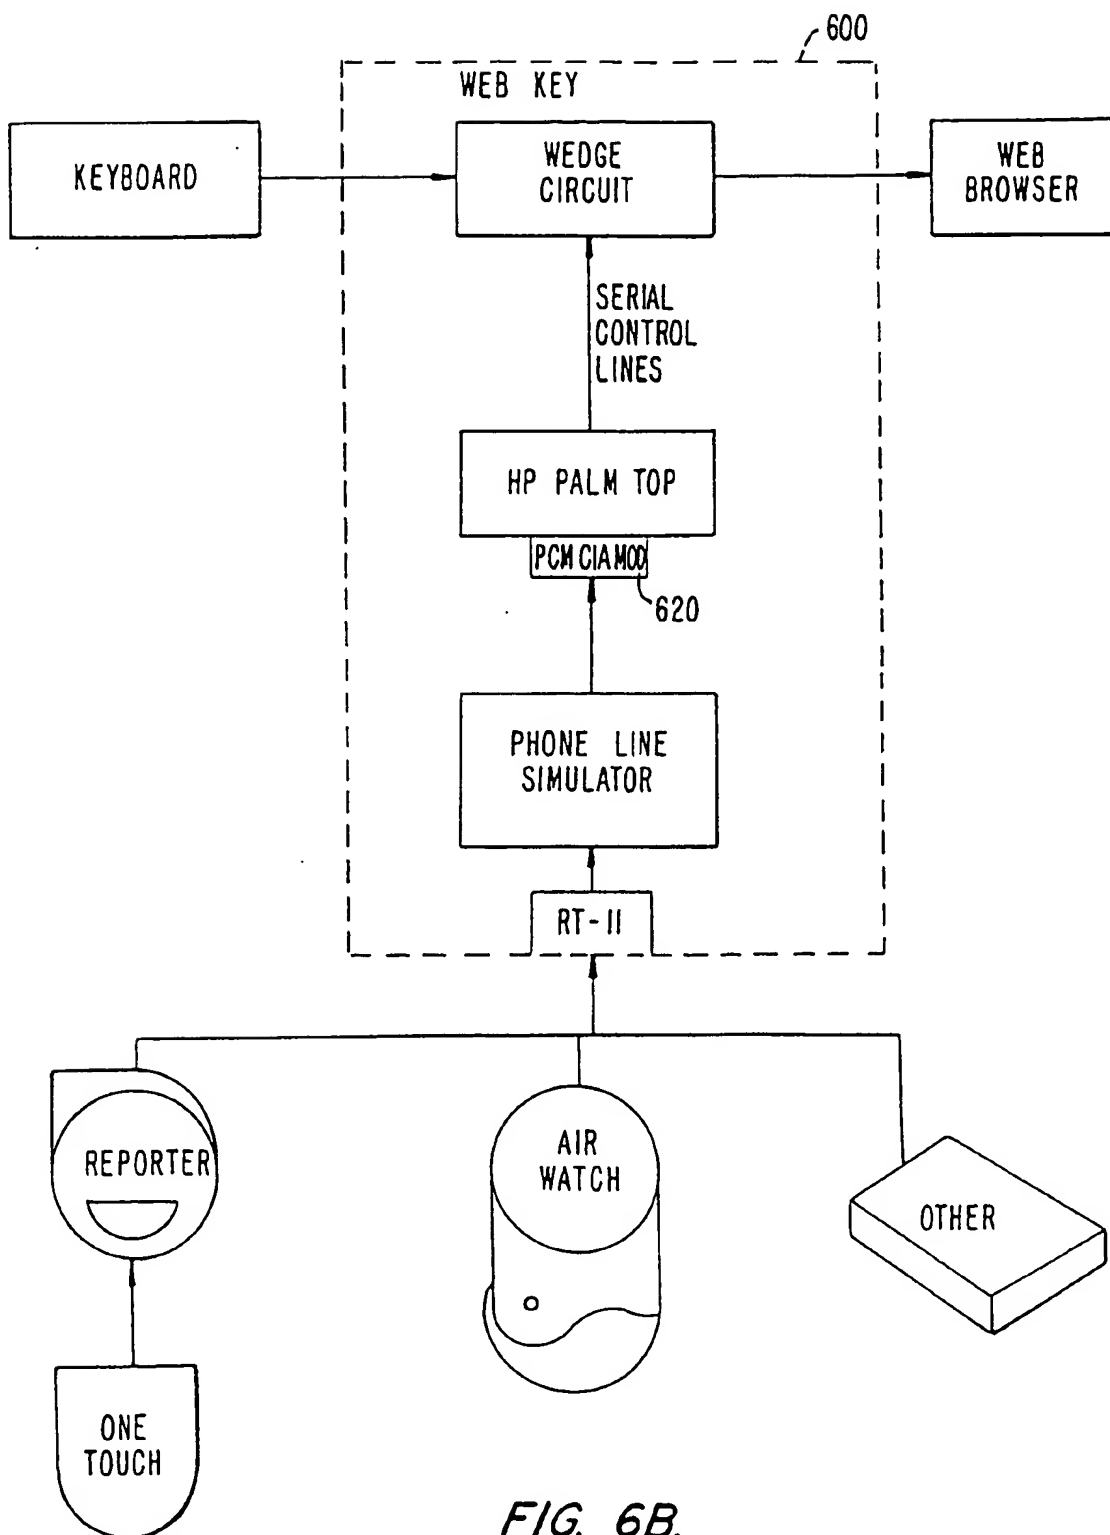 600
WEB KEY
KEYBOARD
WEDGE
CIRCUIT
WEB
BROWSER
SERIAL
CONTROL
LINES
HP PALM TOP
PCMCIA MOD
620
PHONE LINE
SIMULATOR
RT-11
REPORTER
AIR
WATCH
OTHER
ONE
TOUCH
FIG. 6B.